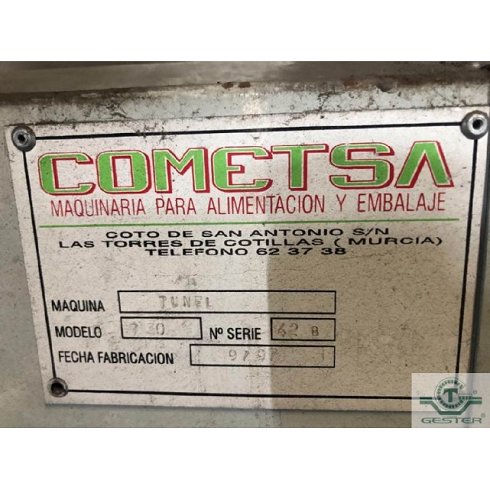 COMETSA
MAQUINARIA PARA ALIMENTACION Y EMBALAJE
COTO DE SAN ANTONIO S/N
LAS TORRES DE COTILLAS (MURCIA)
TELEFONO 62 37 38
MAQUINA TUNEL
MODELO Nº SERIE 42 B
FECHA FABRICACION
GESTER